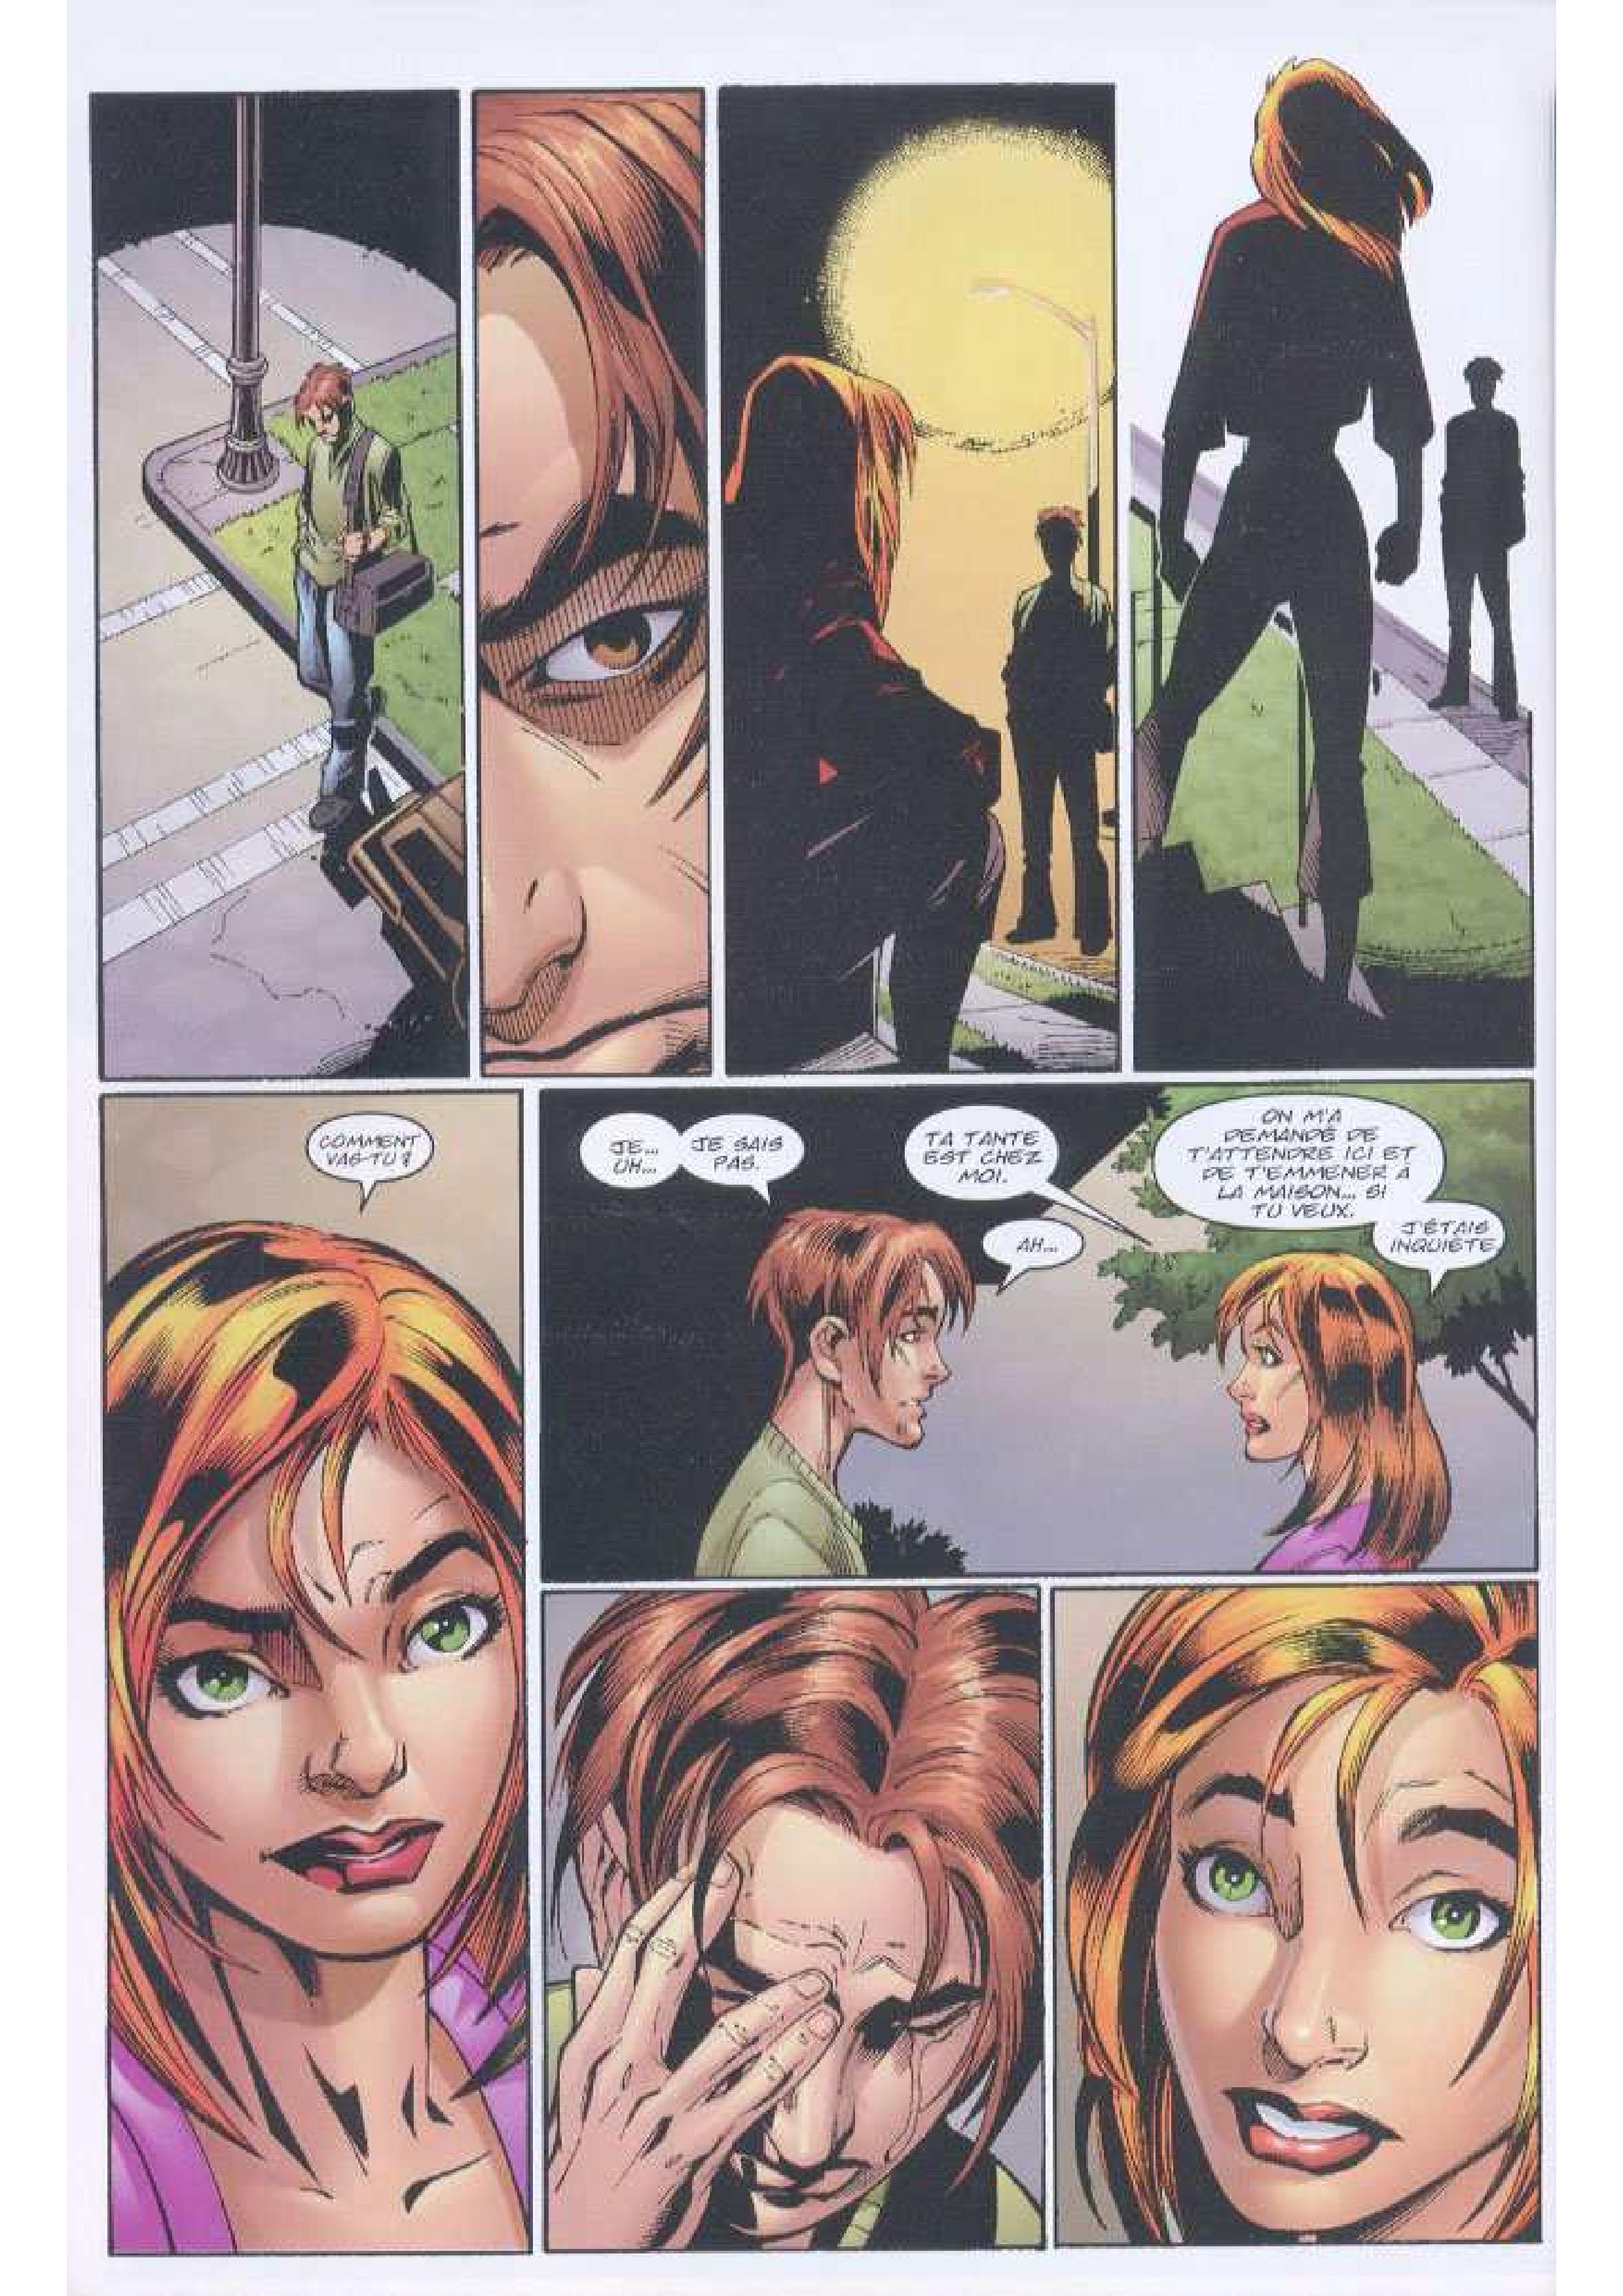 COMMENT
VAS-TU?
JE...
UH...
JE SAIS
PAS.
TA TANTE
EST CHEZ
MOI.
AH...
ON M'A
DEMANDÉ DE
T'ATTENDRE ICI ET
DE T'EMMENER À
LA MAISON... SI
TU VEUX.
J'ÉTAIS
INQUIÈTE